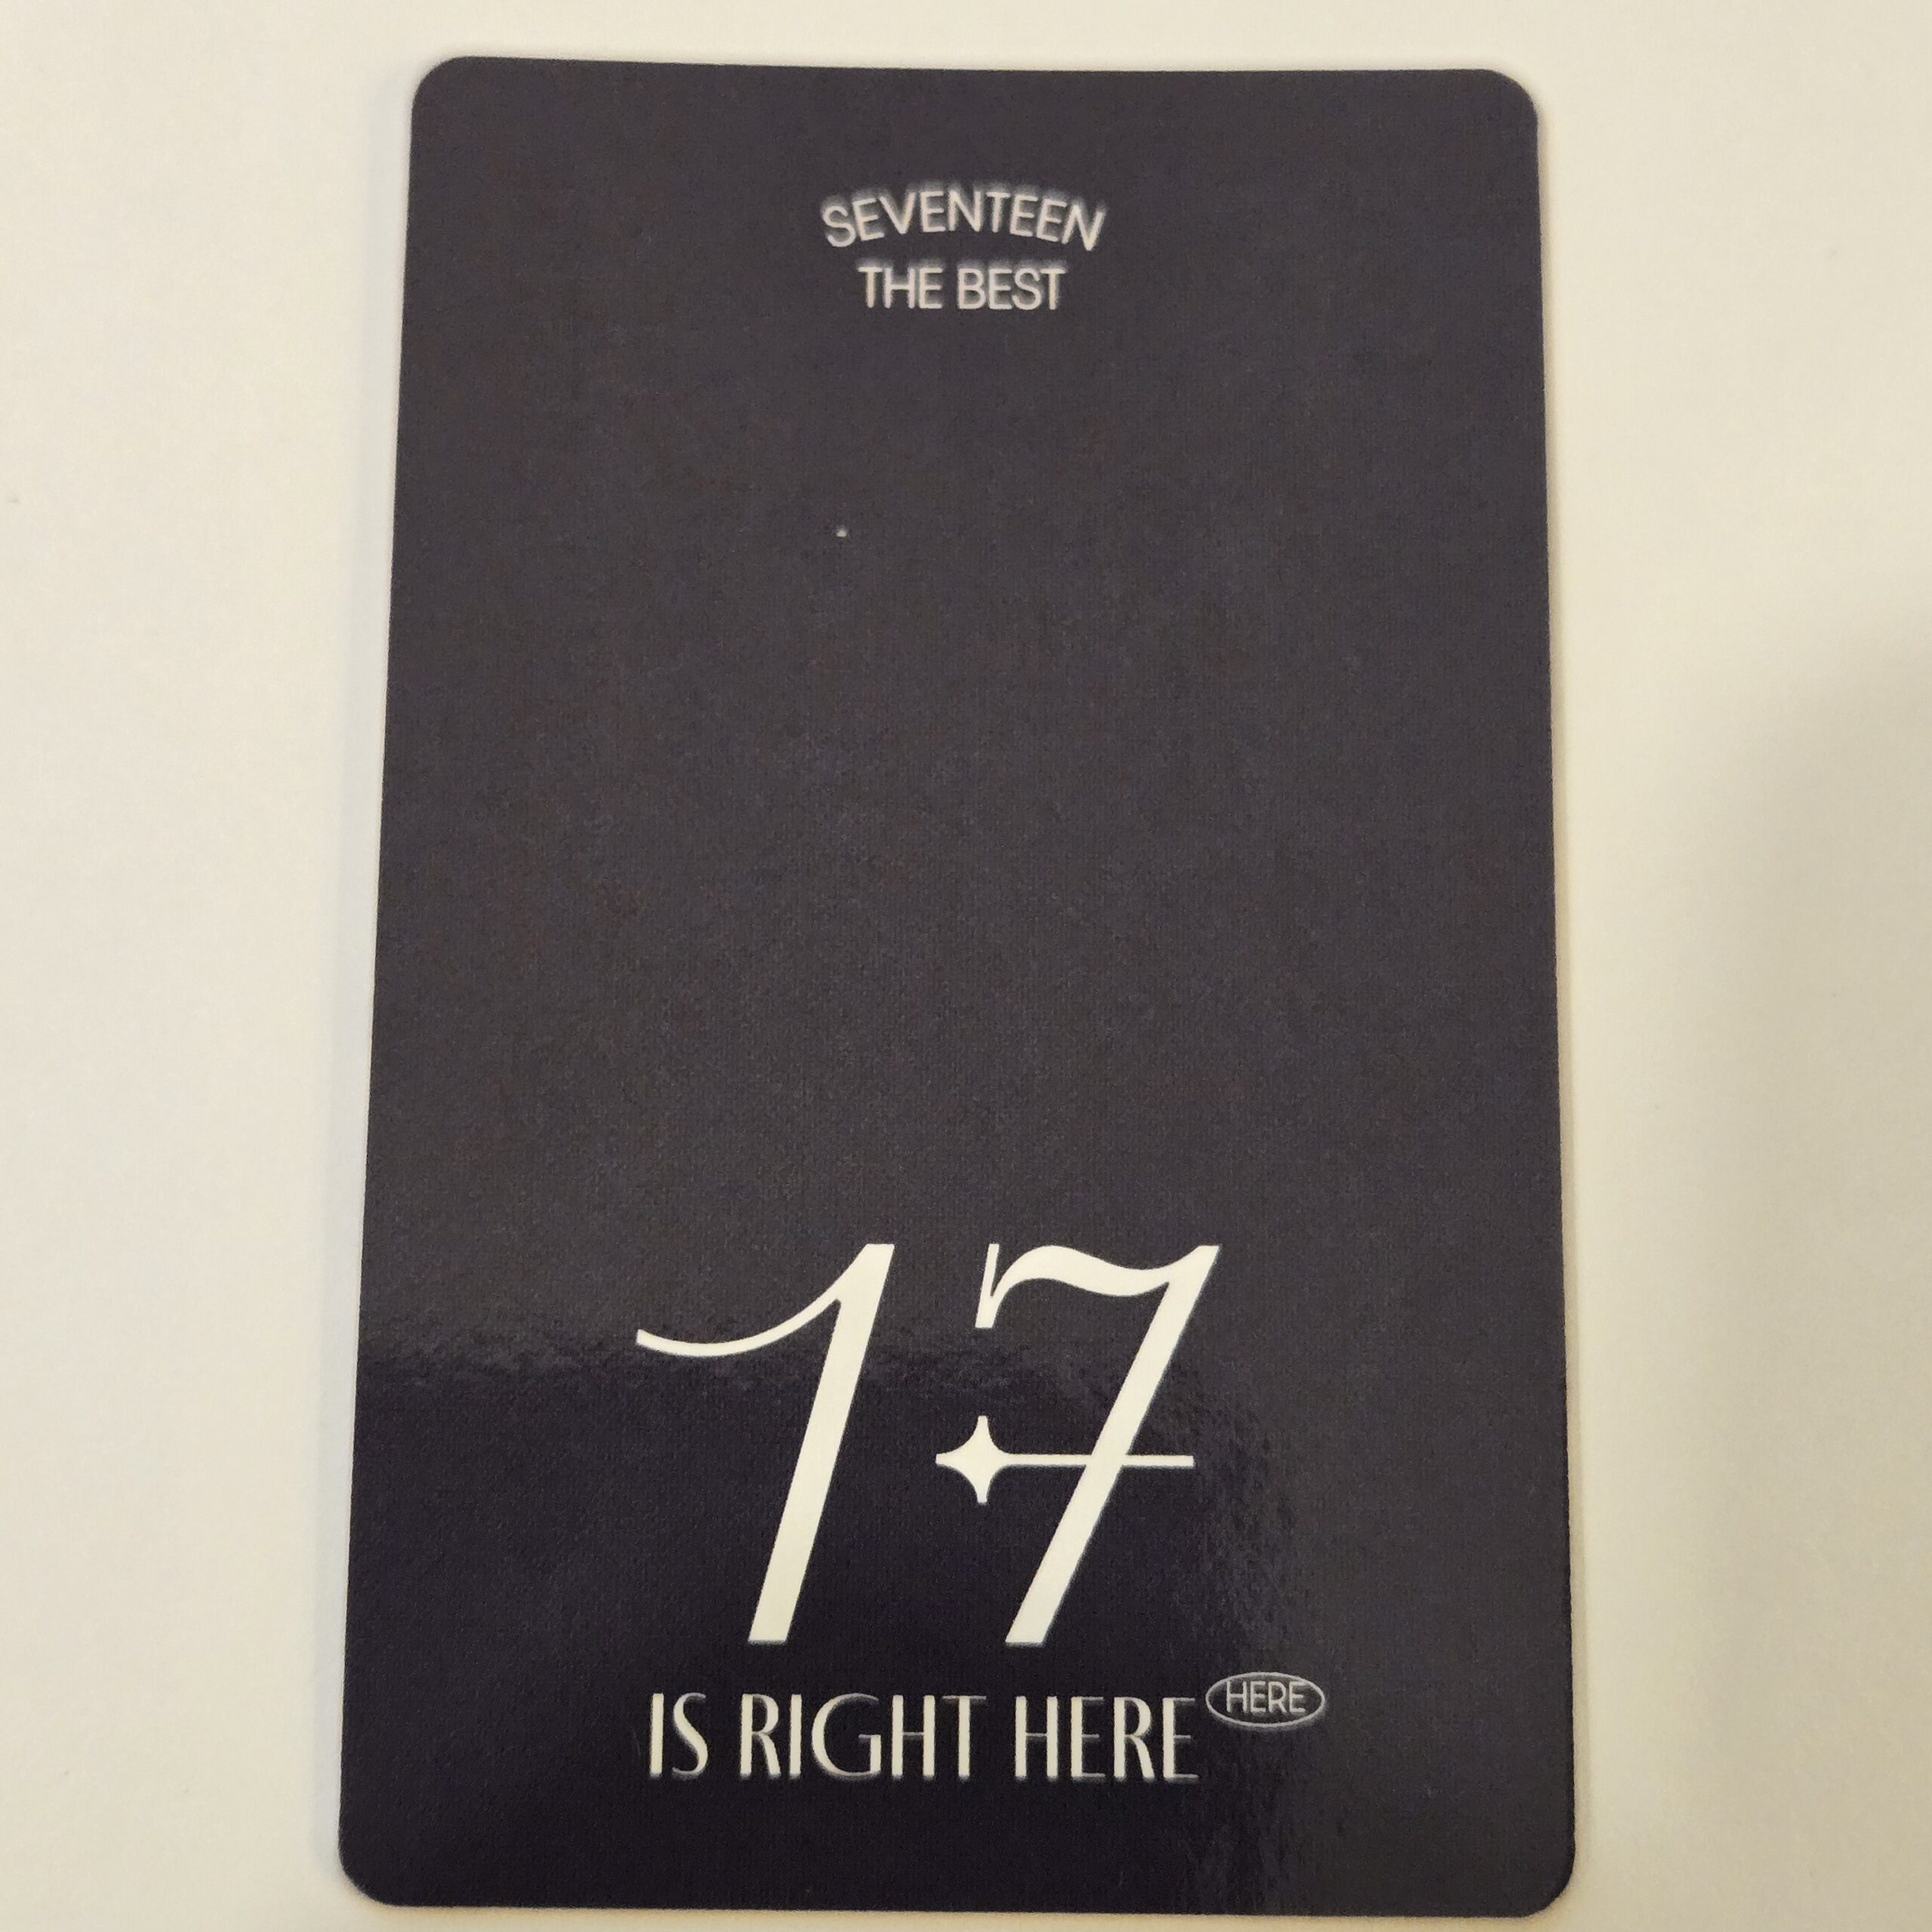 SEVENTEEN
THE BEST
17
IS RIGHT HERE HERE